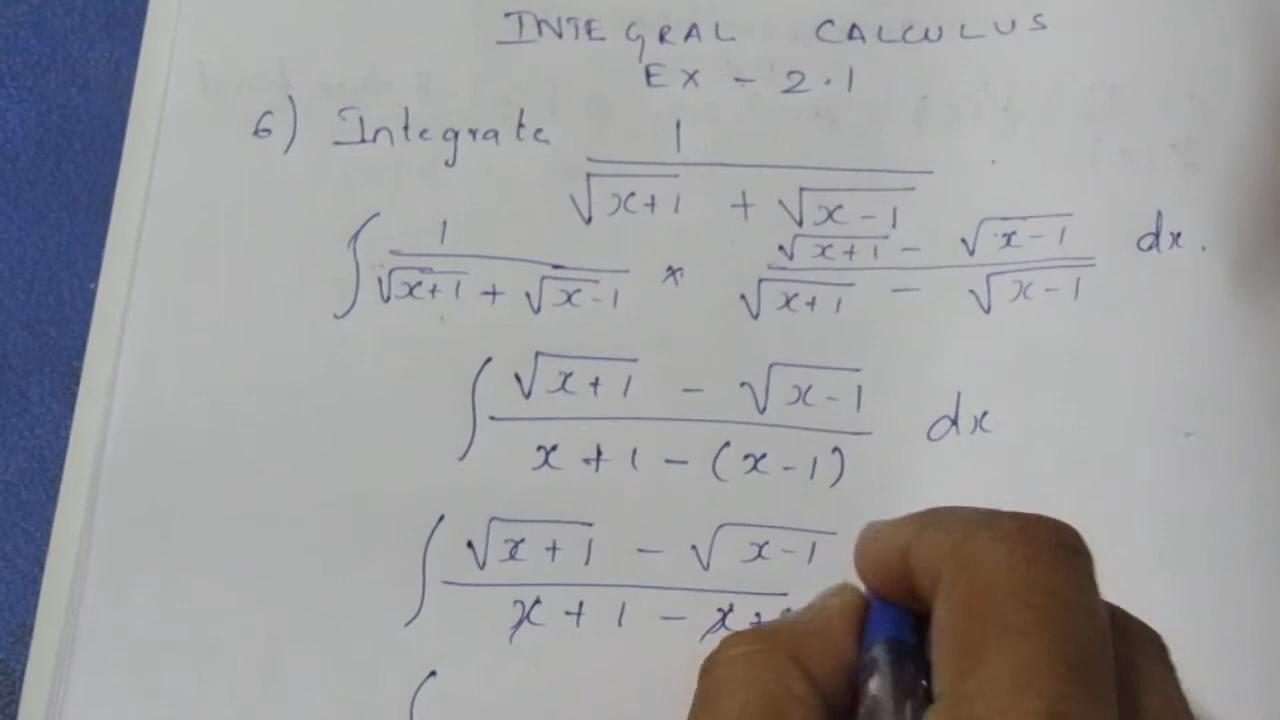 INTEGRAL CALCULUS
EX - 2.1
6) Integrate 1 / (√(x+1) + √(x-1))
∫ 1 / (√(x+1) + √(x-1)) * (√(x+1) - √(x-1)) / (√(x+1) - √(x-1)) dx.
∫ (√(x+1) - √(x-1)) / (x+1-(x-1)) dx
∫ (√(x+1) - √(x-1)) / (x+1-x+
∫